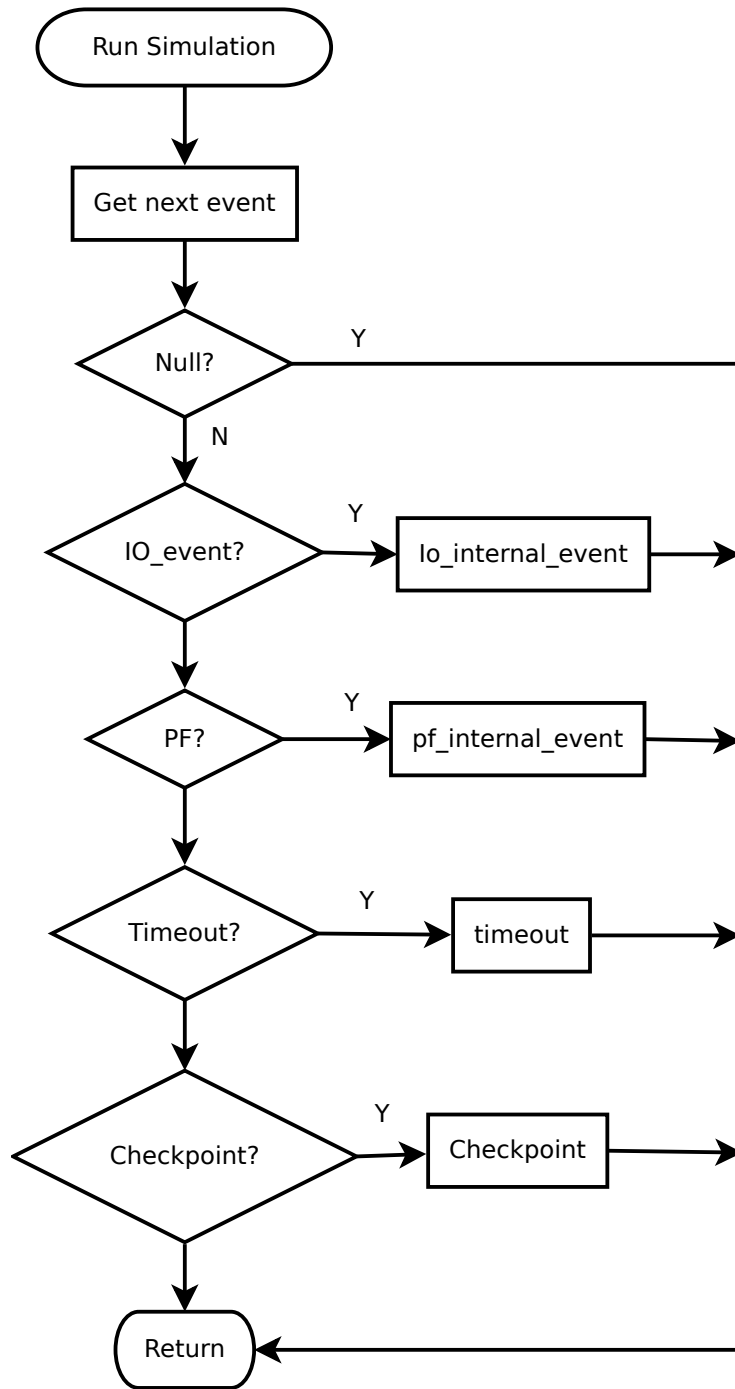 Run Simulation
Get next event
Null?
Y
N
IO_event?
Y
Io_internal_event
PF?
Y
pf_internal_event
Timeout?
Y
timeout
Checkpoint?
Y
Checkpoint
Return